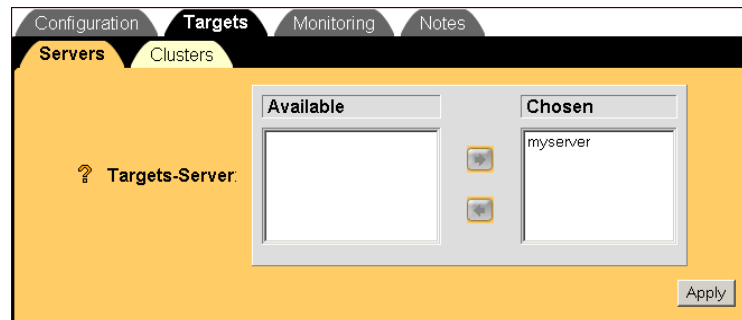 Configuration Targets Monitoring Notes
Servers Clusters
Available Chosen
myserver
? Targets-Server:
Apply